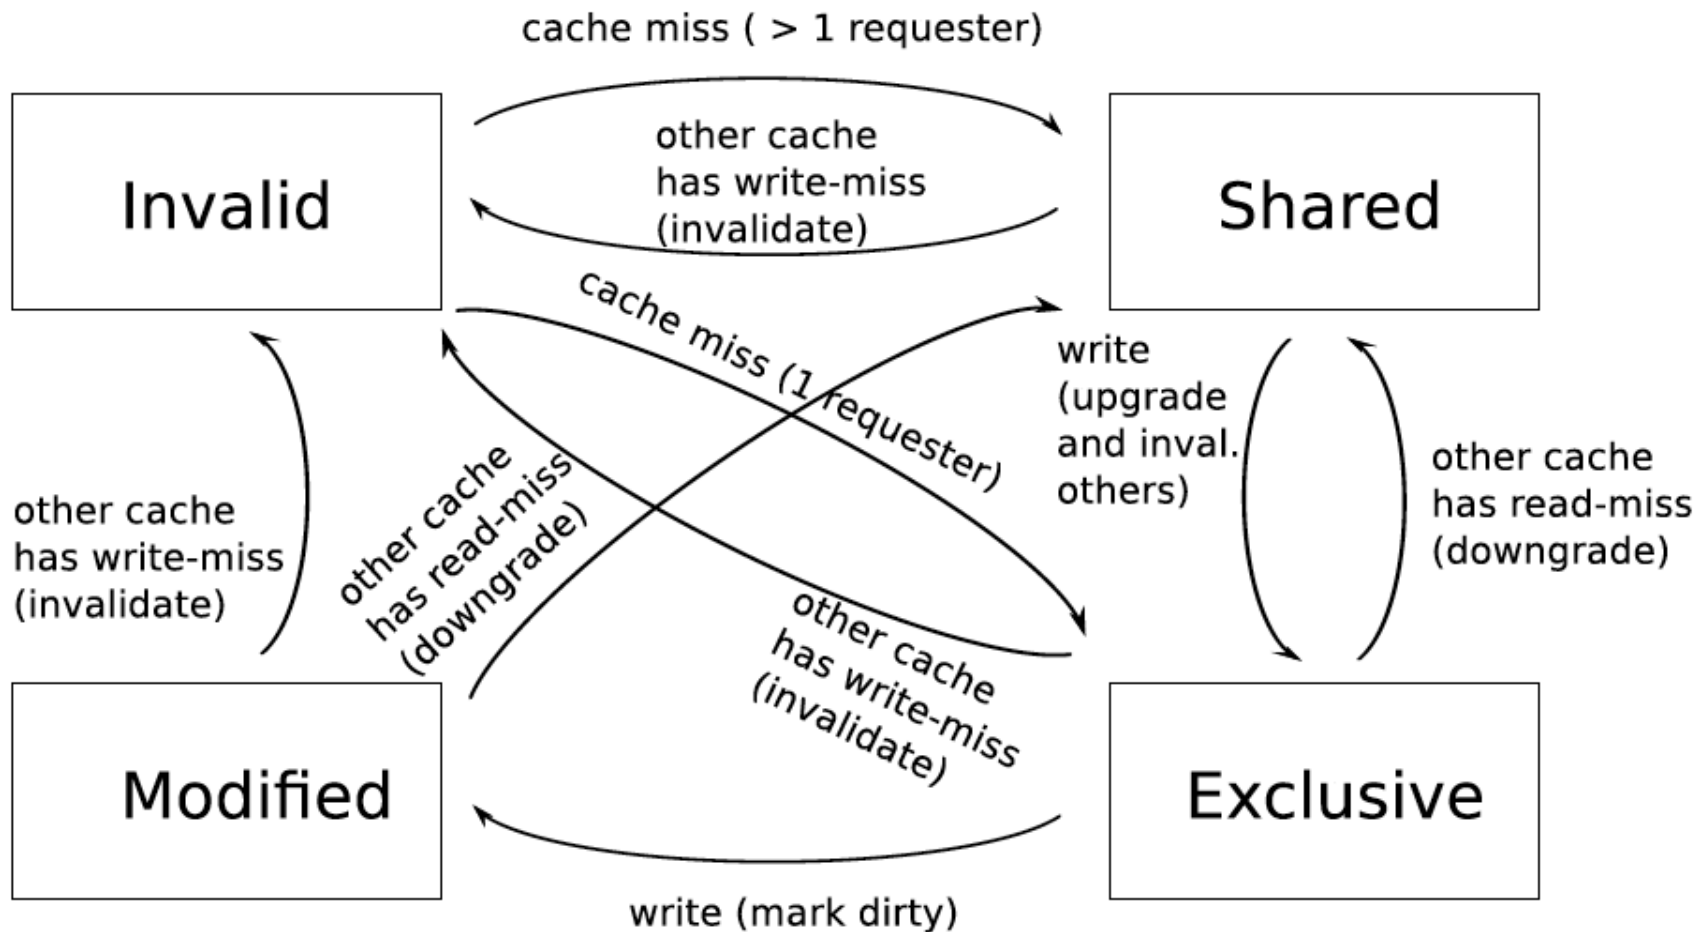 cache miss ( > 1 requester)
Invalid
other cache
has write-miss
(invalidate)
Shared
cache miss (1 requester)
write
(upgrade
and inval.
others)
other cache
has read-miss
(downgrade)
other cache
has write-miss
(invalidate)
other cache
has read-miss
(downgrade)
other cache
has write-miss
(invalidate)
Modified
Exclusive
write (mark dirty)